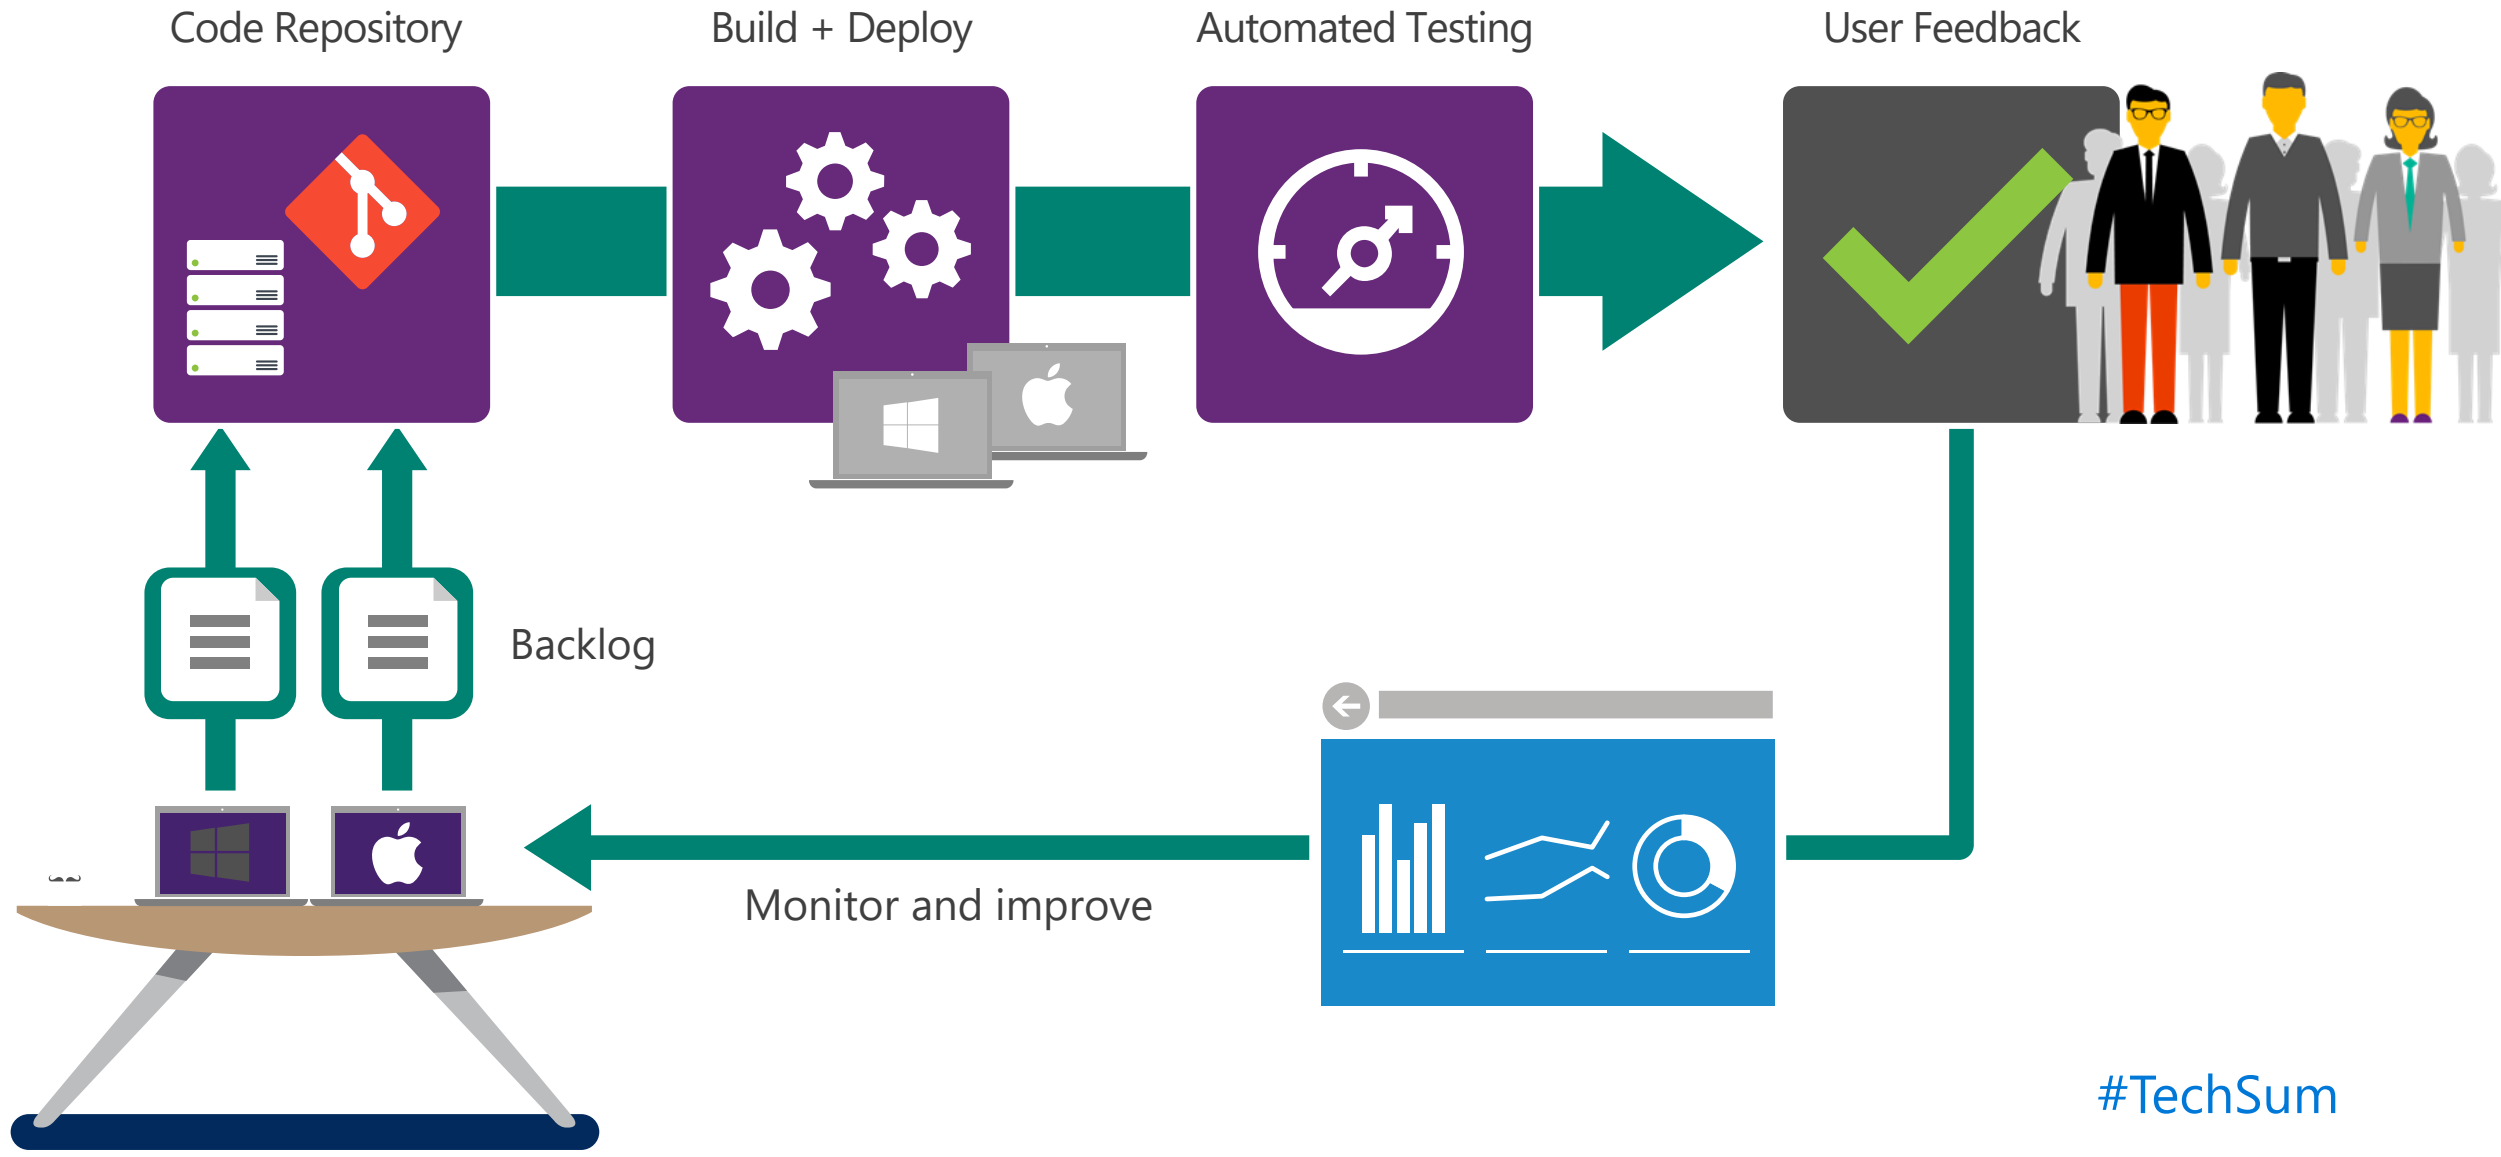 Code Repository
Build + Deploy
Automated Testing
User Feedback
Backlog
Monitor and improve
#TechSum